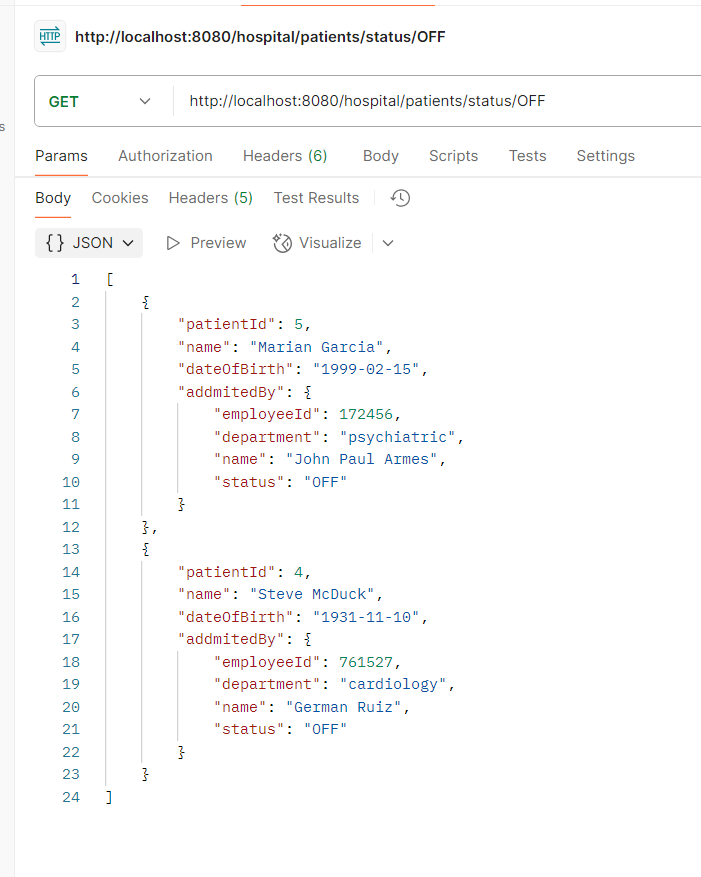 HTTP http://localhost:8080/hospital/patients/status/OFF
GET http://localhost:8080/hospital/patients/status/OFF
s
Params Authorization Headers (6) Body Scripts Tests Settings
Body Cookies Headers (5) Test Results
{} JSON Preview Visualize
1 [
2 {
3 "patientId": 5,
4 "name": "Marian Garcia",
5 "dateOfBirth": "1999-02-15",
6 "addmitedBy": {
7 "employeeId": 172456,
8 "department": "psychiatric",
9 "name": "John Paul Armes",
10 "status": "OFF"
11 }
12 },
13 {
14 "patientId": 4,
15 "name": "Steve McDuck",
16 "dateOfBirth": "1931-11-10",
17 "addmitedBy": {
18 "employeeId": 761527,
19 "department": "cardiology",
20 "name": "German Ruiz",
21 "status": "OFF"
22 }
23 }
24 ]